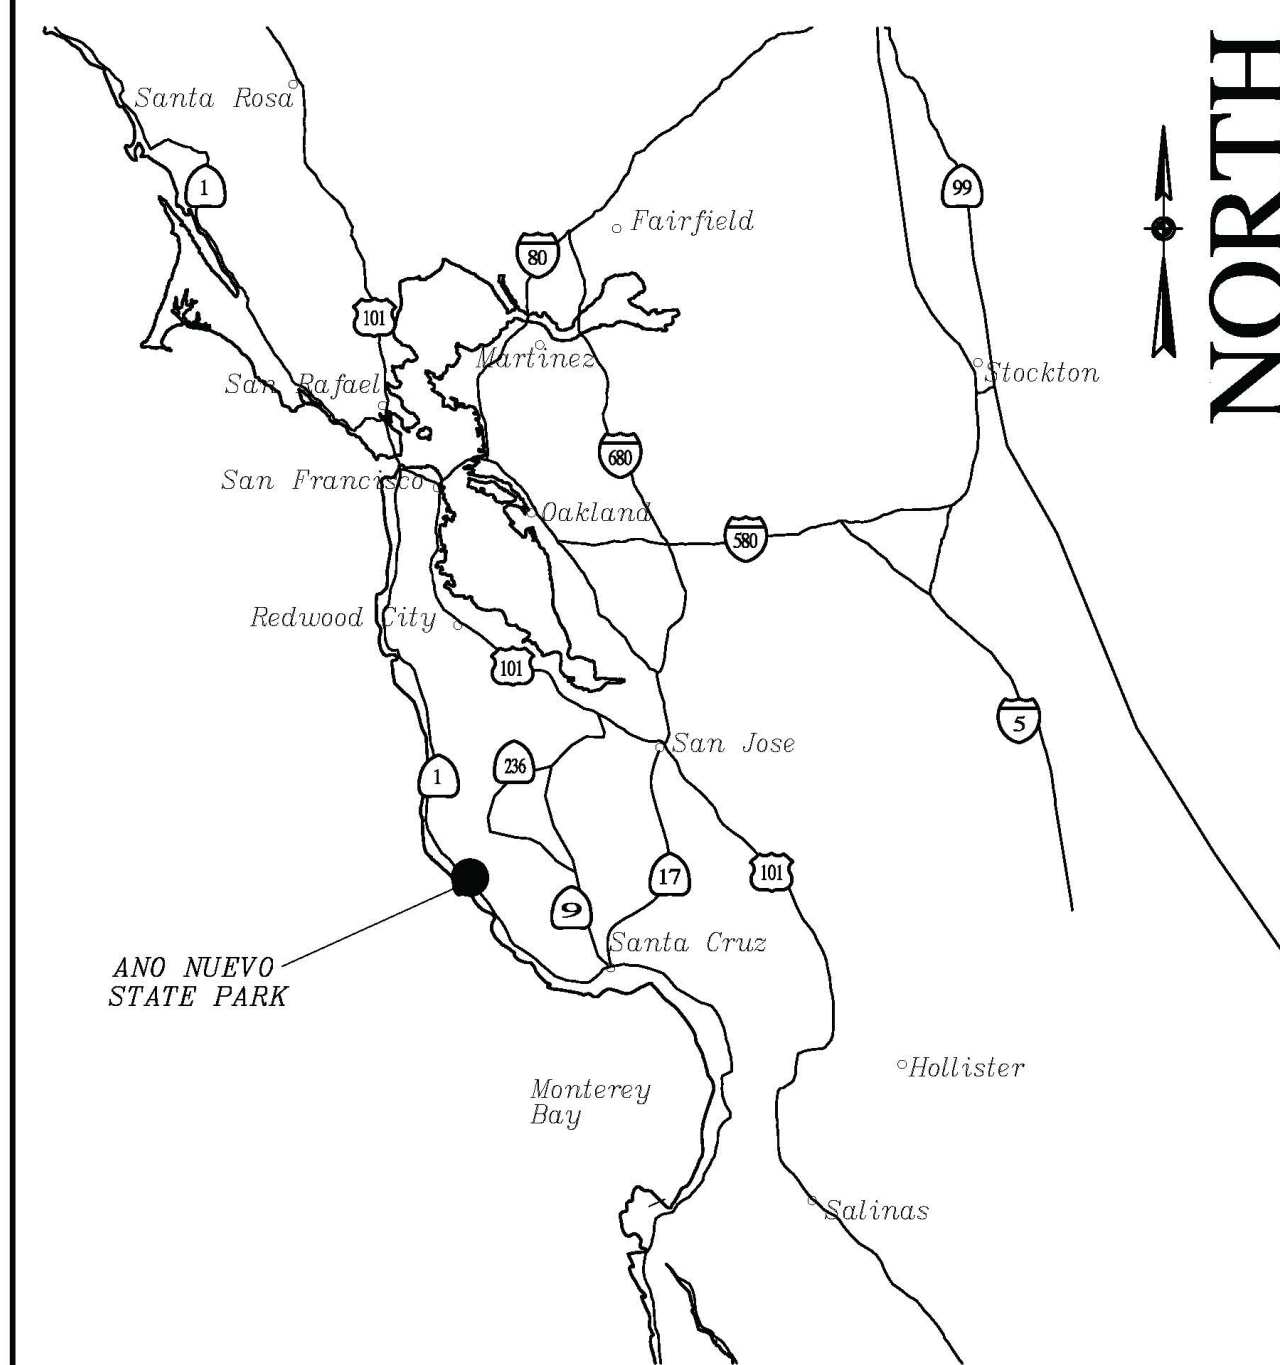 Santa Rosa
1
99
NORTH
Fairfield
80
101
Martinez
San Rafael
Stockton
680
San Francisco
Oakland
580
Redwood City
101
5
San Jose
236
1
17
101
9
Santa Cruz
ANO NUEVO
STATE PARK
Hollister
Monterey
Bay
Salinas